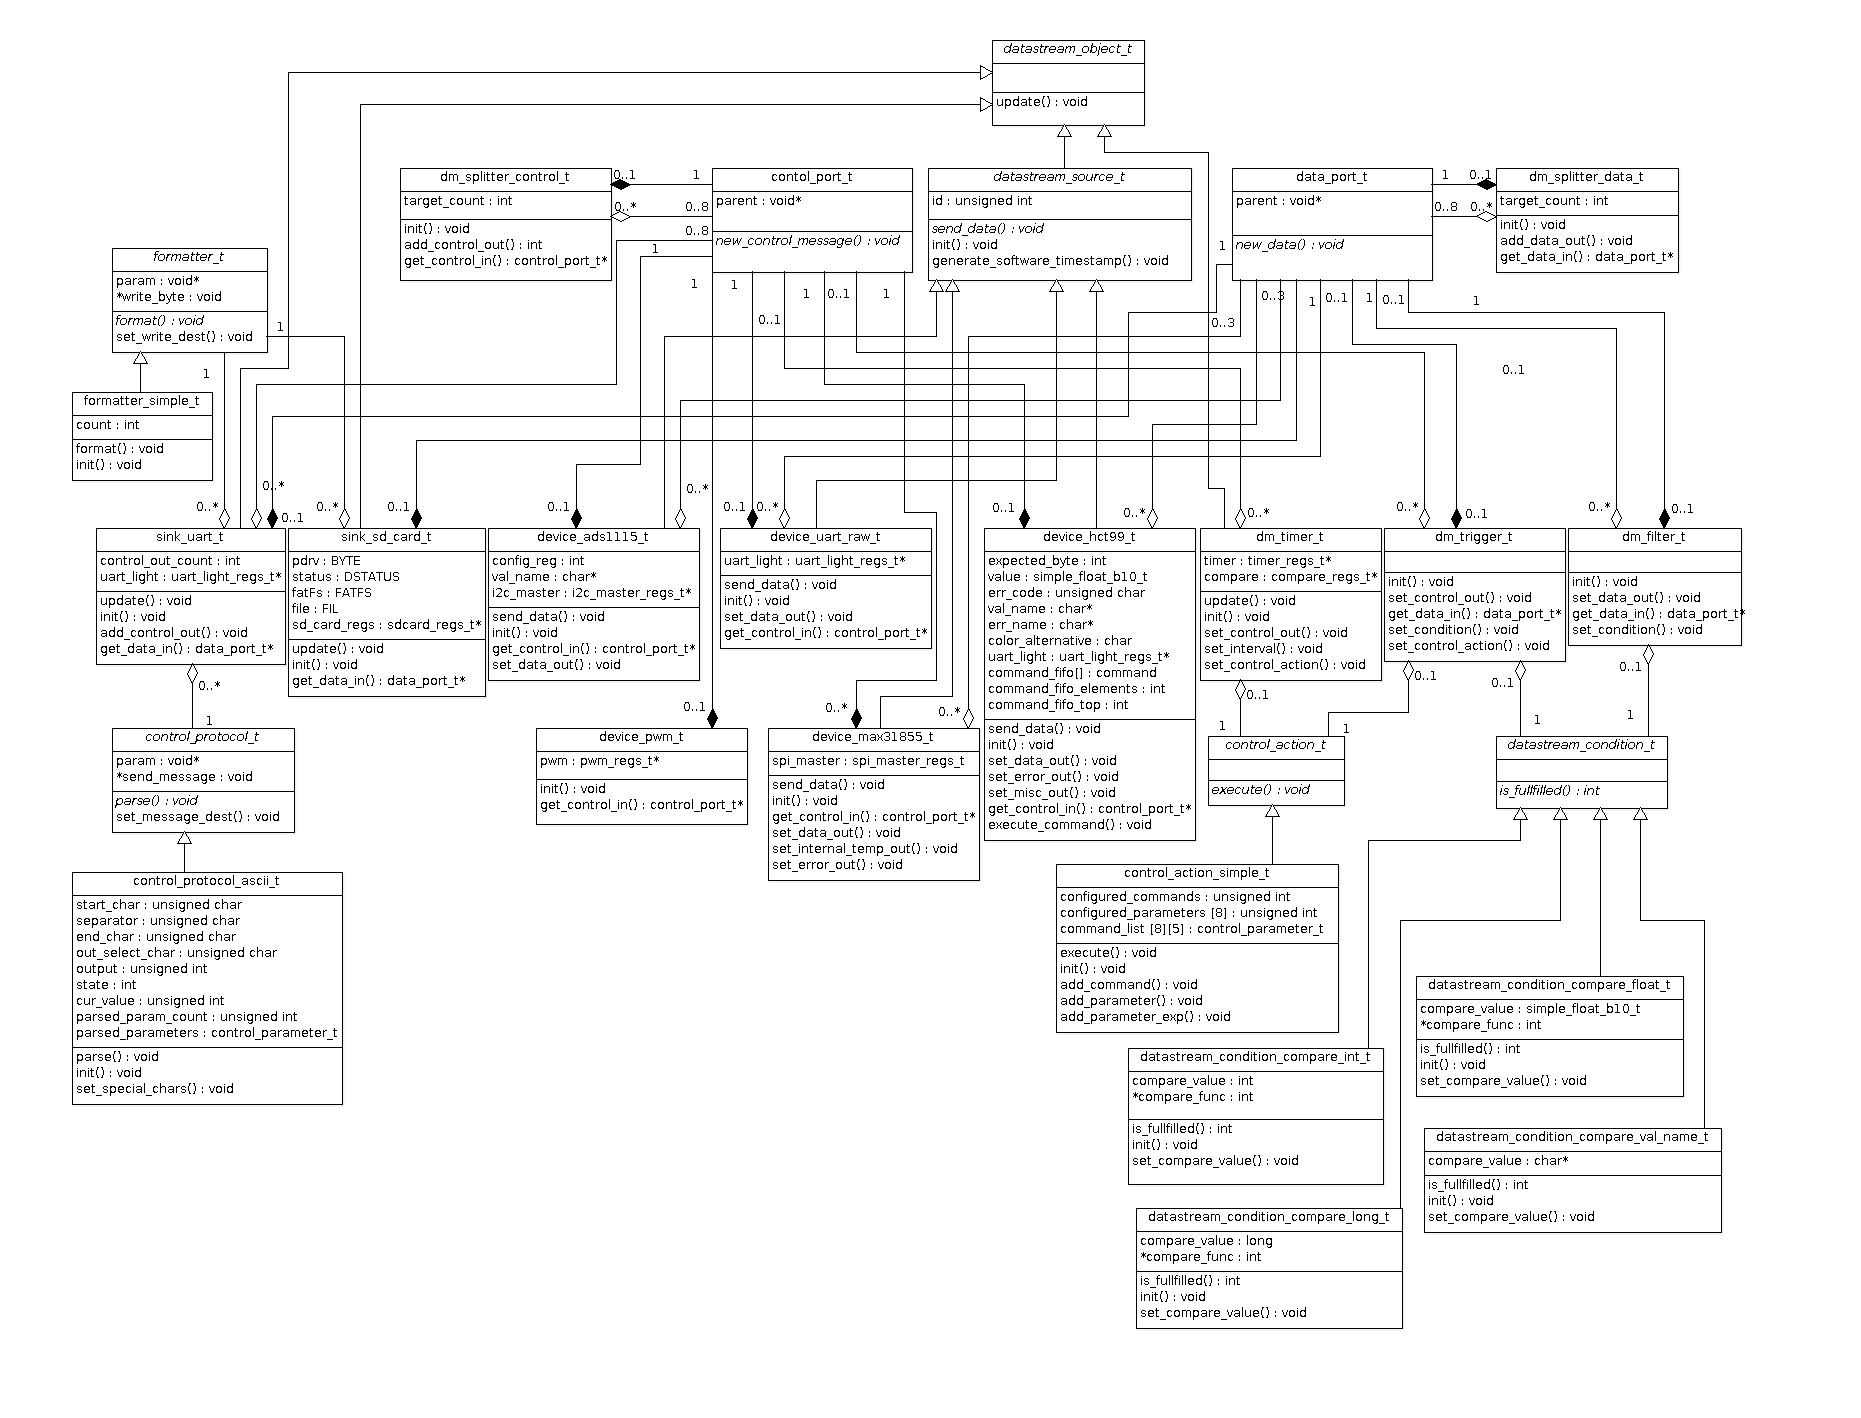 datastream_object_t
update() : void
dm_splitter_control_t
target_count : int
init() : void
add_control_out() : int
get_control_in() : control_port_t*
0..1
1
0..*
0..8
0..8
1
contol_port_t
parent : void*
new_control_message() : void
datastream_source_t
id : unsigned int
send_data() : void
init() : void
generate_software_timestamp() : void
data_port_t
parent : void*
new_data() : void
1
0..1
0..8
0..*
dm_splitter_data_t
target_count : int
init() : void
add_data_out() : void
get_data_in() : data_port_t*
formatter_t
param : void*
*write_byte : void
format() : void
set_write_dest() : void
1
1
1
1
0..1
0..1
1
1
0..3
0..3
1
0..1
1
0..1
1
0..1
1
formatter_simple_t
count : int
format() : void
init() : void
0..*
0..*
0..1
0..*
0..1
0..1
0..*
0..1
0..*
0..1
0..*
0..*
0..*
0..1
0..*
0..1
sink_uart_t
control_out_count : int
uart_light : uart_light_regs_t*
update() : void
init() : void
add_control_out() : void
get_data_in() : data_port_t*
sink_sd_card_t
pdrv : BYTE
status : DSTATUS
fatFs : FATFS
file : FIL
sd_card_regs : sdcard_regs_t*
update() : void
init() : void
get_data_in() : data_port_t*
device_ads1115_t
config_reg : int
val_name : char*
i2c_master : i2c_master_regs_t*
send_data() : void
init() : void
get_control_in() : control_port_t*
set_data_out() : void
device_uart_raw_t
uart_light : uart_light_regs_t*
send_data() : void
init() : void
set_data_out() : void
get_control_in() : control_port_t*
device_hct99_t
expected_byte : int
value : simple_float_b10_t
err_code : unsigned char
val_name : char*
err_name : char*
color_alternative : char
uart_light : uart_light_regs_t*
command_fifo[] : command
command_fifo_elements : int
command_fifo_top : int
send_data() : void
init() : void
set_data_out() : void
set_error_out() : void
set_misc_out() : void
get_control_in() : control_port_t*
execute_command() : void
dm_timer_t
timer : timer_regs_t*
compare : compare_regs_t*
update() : void
init() : void
set_control_out() : void
set_interval() : void
set_control_action() : void
dm_trigger_t
init() : void
set_control_out() : void
get_data_in() : data_port_t*
set_condition() : void
set_control_action() : void
dm_filter_t
init() : void
set_data_out() : void
get_data_in() : data_port_t*
set_condition() : void
0..*
1
0..1
0..*
0..*
0..1
1
0..1
1
0..1
1
0..1
1
control_protocol_t
param : void*
*send_message : void
parse() : void
set_message_dest() : void
device_pwm_t
pwm : pwm_regs_t*
init() : void
get_control_in() : control_port_t*
device_max31855_t
spi_master : spi_master_regs_t
send_data() : void
init() : void
get_control_in() : control_port_t*
set_data_out() : void
set_internal_temp_out() : void
set_error_out() : void
control_action_t
execute() : void
datastream_condition_t
is_fullfilled() : int
control_protocol_ascii_t
start_char : unsigned char
separator : unsigned char
end_char : unsigned char
out_select_char : unsigned char
output : unsigned int
state : int
cur_value : unsigned int
parsed_param_count : unsigned int
parsed_parameters : control_parameter_t
parse() : void
init() : void
set_special_chars() : void
control_action_simple_t
configured_commands : unsigned int
configured_parameters [8] : unsigned int
command_list [8][5] : control_parameter_t
execute() : void
init() : void
add_command() : void
add_parameter() : void
add_parameter_exp() : void
datastream_condition_compare_float_t
compare_value : simple_float_b10_t
*compare_func : int
is_fullfilled() : int
init() : void
set_compare_value() : void
datastream_condition_compare_int_t
compare_value : int
*compare_func : int
is_fullfilled() : int
init() : void
set_compare_value() : void
datastream_condition_compare_val_name_t
compare_value : char*
is_fullfilled() : int
init() : void
set_compare_value() : void
datastream_condition_compare_long_t
compare_value : long
*compare_func : int
is_fullfilled() : int
init() : void
set_compare_value() : void